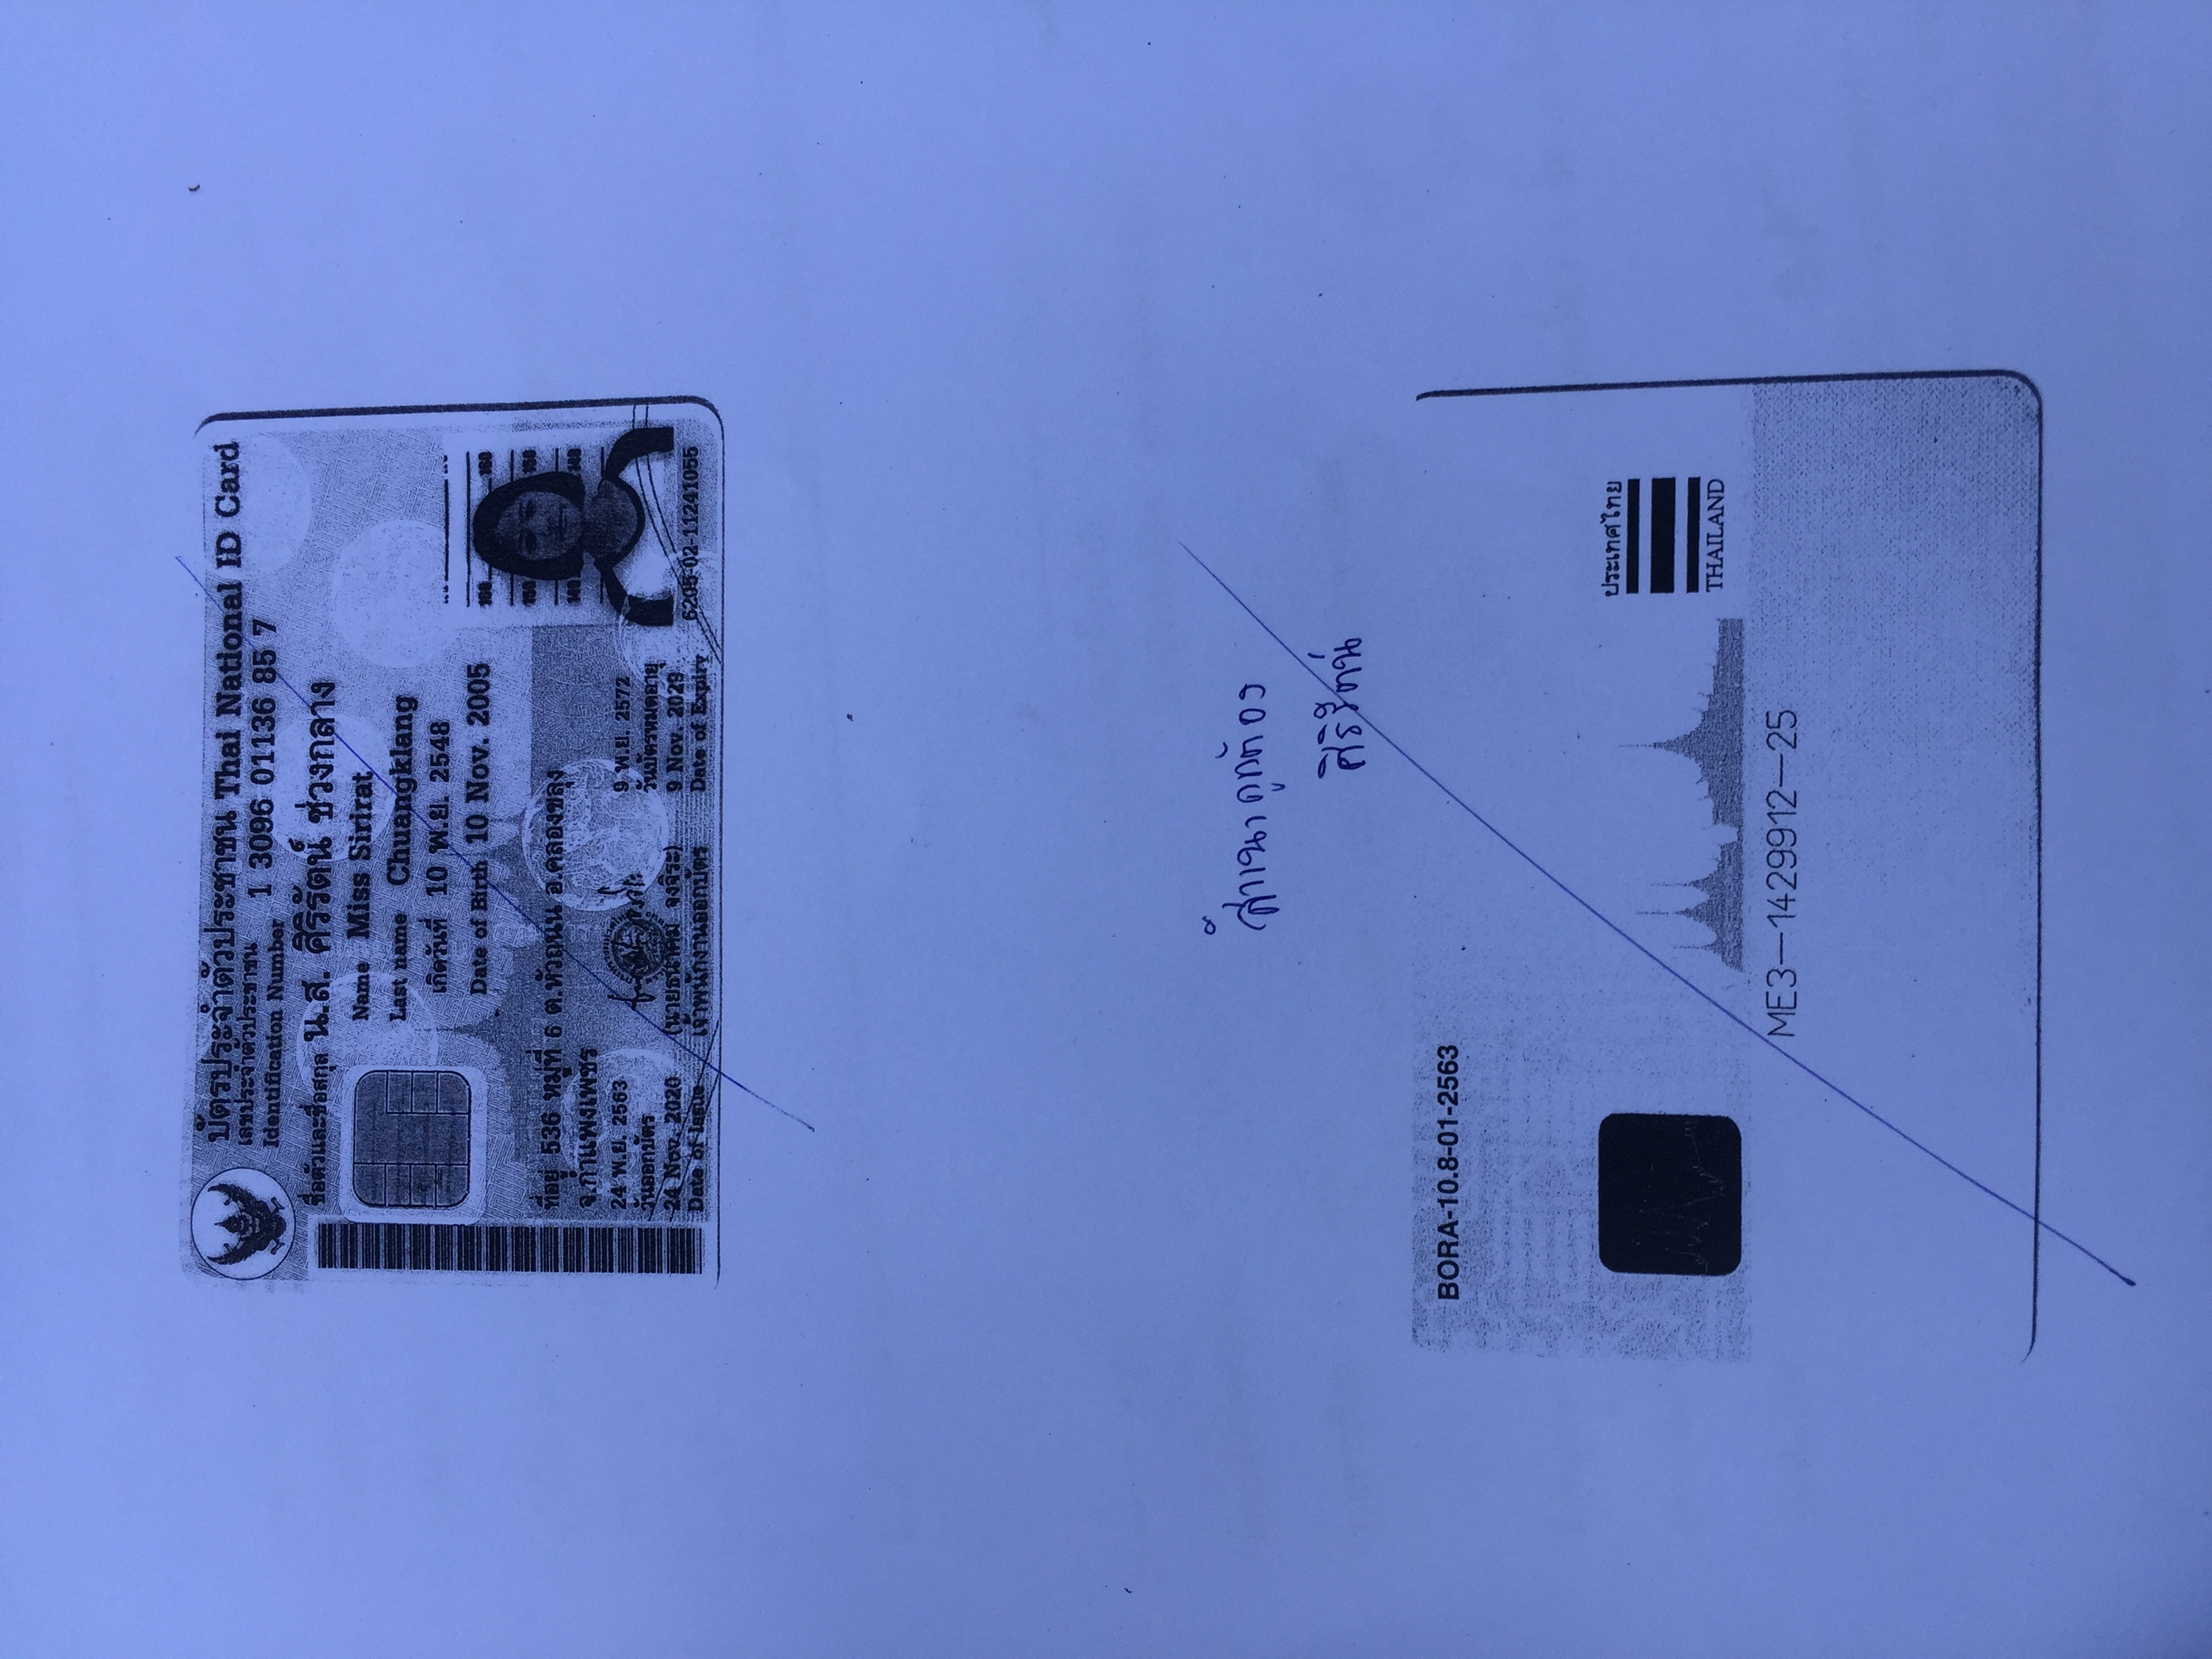 บัตรประจำตัวประชาชน Thai National ID Card
เลขประจำตัวประชาชน
Identification Number 1 3096 01136 85 7
ชื่อตัวและชื่อสกุล น.ส. ศิริรัตน์ ช่วงกลาง
Name Miss Sirirat
Last name Chuangklang
เกิดวันที่ 10 พ.ย. 2548
Date of Birth 10 Nov. 2005
160 160
150 150
140 140
ที่อยู่ 536 หมู่ที่ 6 ต.หัวถนน อ.คลองขลุง
จ.กำแพงเพชร
24 พ.ย. 2563
วันออกบัตร
24 Nov. 2020
Date of Issue
(นายธนาคม จงจิระ)
เจ้าพนักงานออกบัตร
9 พ.ย. 2572
วันบัตรหมดอายุ
9 Nov. 2029
Date of Expiry
6205-02-11241055
สำเนาถูกต้อง
ศิริรัตน์
BORA-10.8-01-2563
ประเทศไทย
THAILAND
ME3-1429912-25